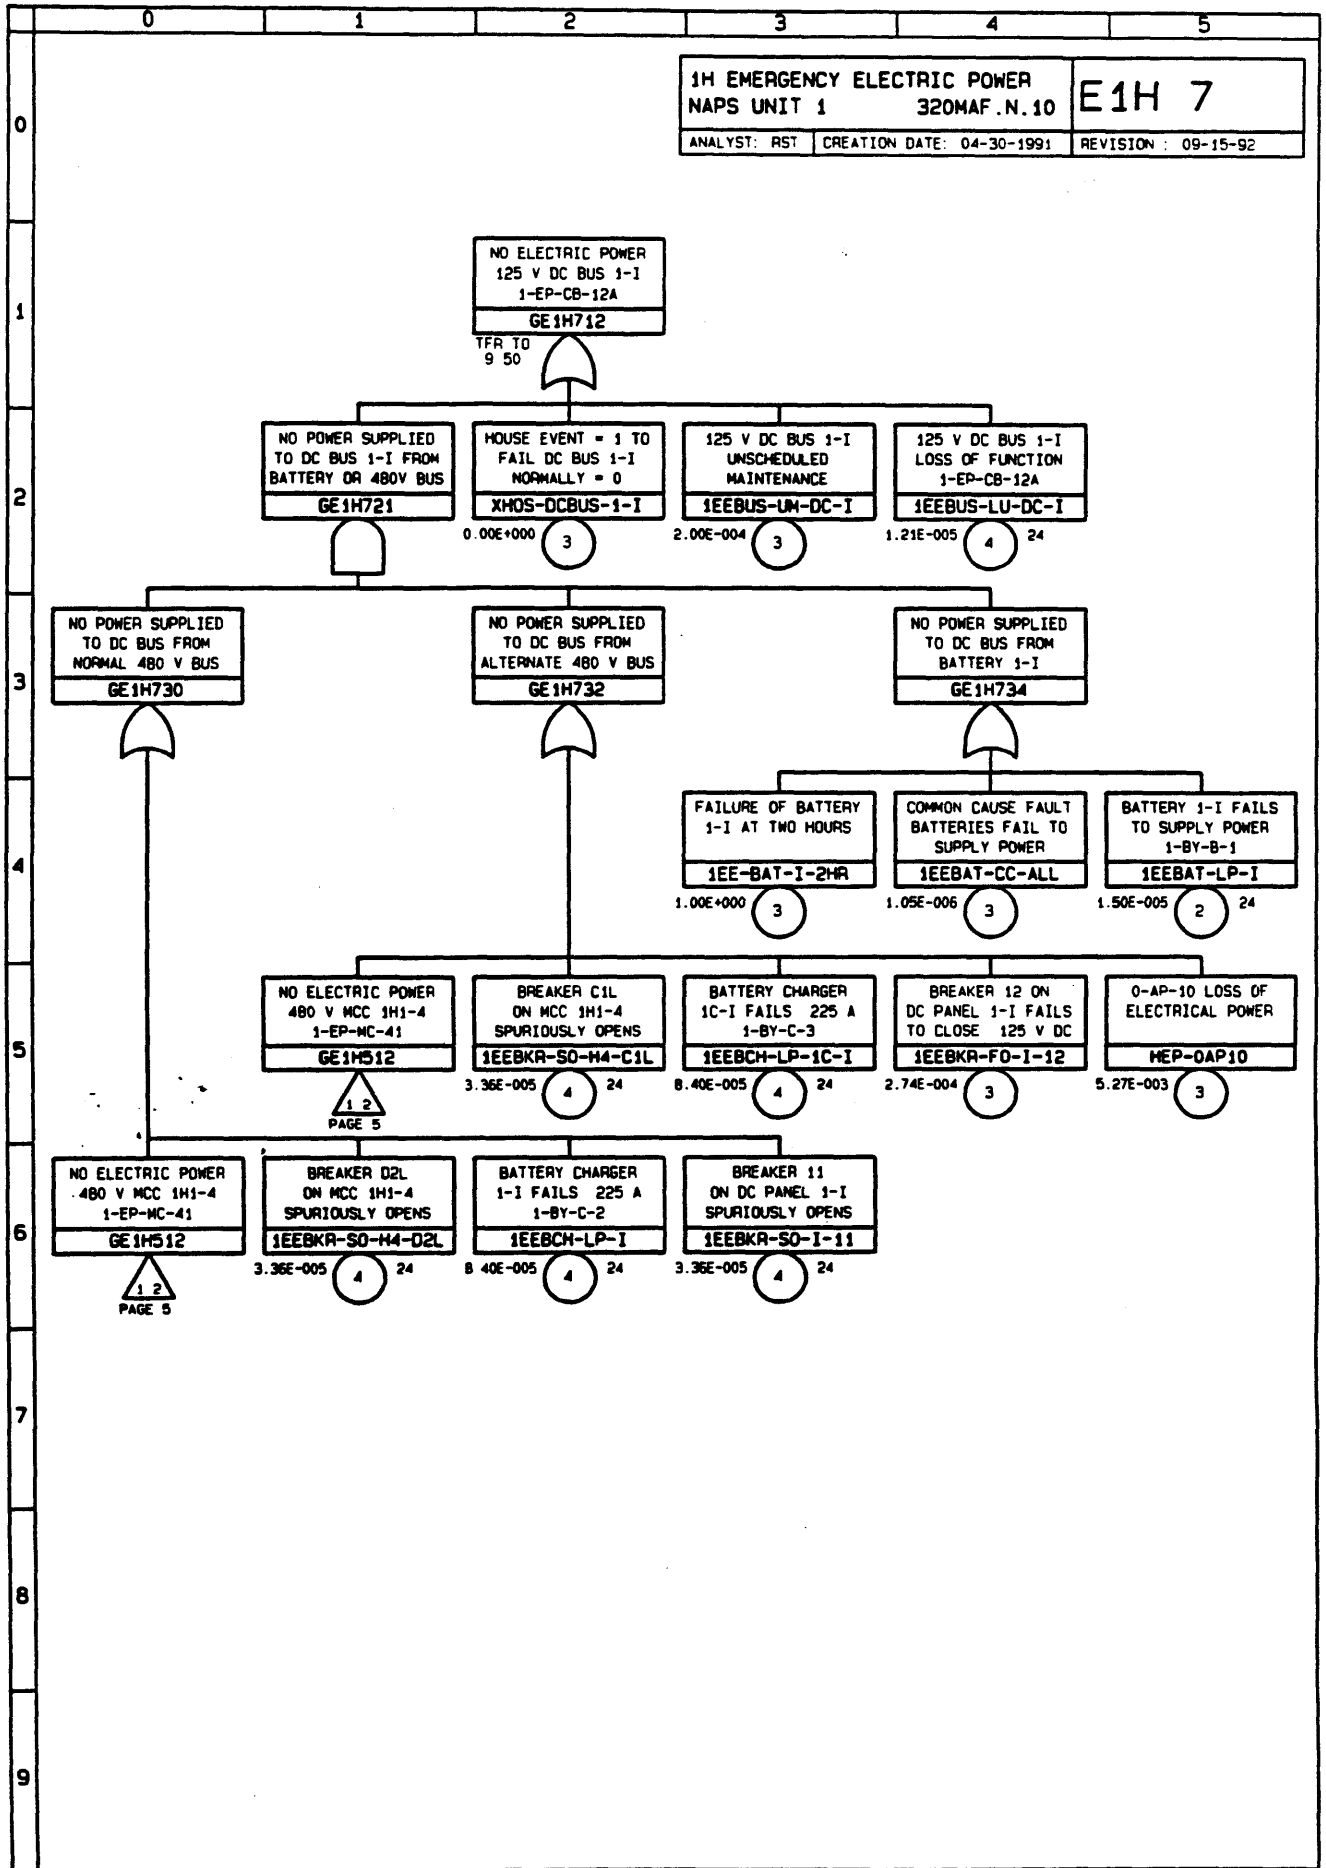 0 1 2 3 4 5
1H EMERGENCY ELECTRIC POWER
NAPS UNIT 1 320MAF.N.10
E1H 7
ANALYST: RST CREATION DATE: 04-30-1991 REVISION : 09-15-92
0
NO ELECTRIC POWER
125 V DC BUS 1-I
1-EP-CB-12A
GE1H712
TFR TO
9 50
1
NO POWER SUPPLIED
TO DC BUS 1-I FROM
BATTERY OR 480V BUS
GE1H721
HOUSE EVENT = 1 TO
FAIL DC BUS 1-I
NORMALLY = 0
XHOS-DCBUS-1-I
0.00E+000 3
125 V DC BUS 1-I
UNSCHEDULED
MAINTENANCE
1EEBUS-UM-DC-I
2.00E-004 3
125 V DC BUS 1-I
LOSS OF FUNCTION
1-EP-CB-12A
1EEBUS-LU-DC-I
1.21E-005 4 24
2
NO POWER SUPPLIED
TO DC BUS FROM
NORMAL 480 V BUS
GE1H730
NO POWER SUPPLIED
TO DC BUS FROM
ALTERNATE 480 V BUS
GE1H732
NO POWER SUPPLIED
TO DC BUS FROM
BATTERY 1-I
GE1H734
3
FAILURE OF BATTERY
1-I AT TWO HOURS
1EE-BAT-I-2HR
1.00E+000 3
COMMON CAUSE FAULT
BATTERIES FAIL TO
SUPPLY POWER
1EEBAT-CC-ALL
1.05E-006 3
BATTERY 1-I FAILS
TO SUPPLY POWER
1-BY-B-1
1EEBAT-LP-I
1.50E-005 2 24
4
NO ELECTRIC POWER
480 V MCC 1H1-4
1-EP-MC-41
GE1H512
1 2
PAGE 5
BREAKER C1L
ON MCC 1H1-4
SPURIOUSLY OPENS
1EEBKR-SO-H4-C1L
3.36E-005 4 24
BATTERY CHARGER
1C-I FAILS 225 A
1-BY-C-3
1EEBCH-LP-1C-I
8.40E-005 4 24
BREAKER 12 ON
DC PANEL 1-I FAILS
TO CLOSE 125 V DC
1EEBKR-FO-I-12
2.74E-004 3
0-AP-10 LOSS OF
ELECTRICAL POWER
HEP-0AP10
5.27E-003 3
5
NO ELECTRIC POWER
480 V MCC 1H1-4
1-EP-MC-41
GE1H512
1 2
PAGE 5
BREAKER D2L
ON MCC 1H1-4
SPURIOUSLY OPENS
1EEBKR-SO-H4-D2L
3.36E-005 4 24
BATTERY CHARGER
1-I FAILS 225 A
1-BY-C-2
1EEBCH-LP-I
8 40E-005 4 24
BREAKER 11
ON DC PANEL 1-I
SPURIOUSLY OPENS
1EEBKR-SO-I-11
3.36E-005 4 24
6
7
8
9